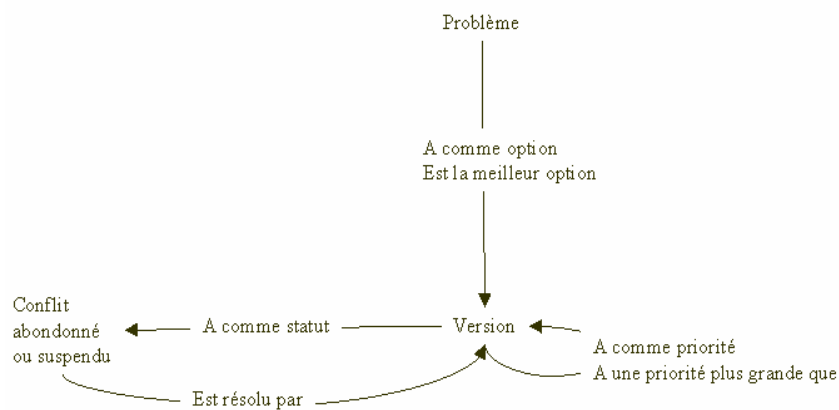 Problème
A comme option
Est la meilleur option
Conflit
abondonné
ou suspendu
A comme statut
Version
A comme priorité
A une priorité plus grande que
Est résolu par